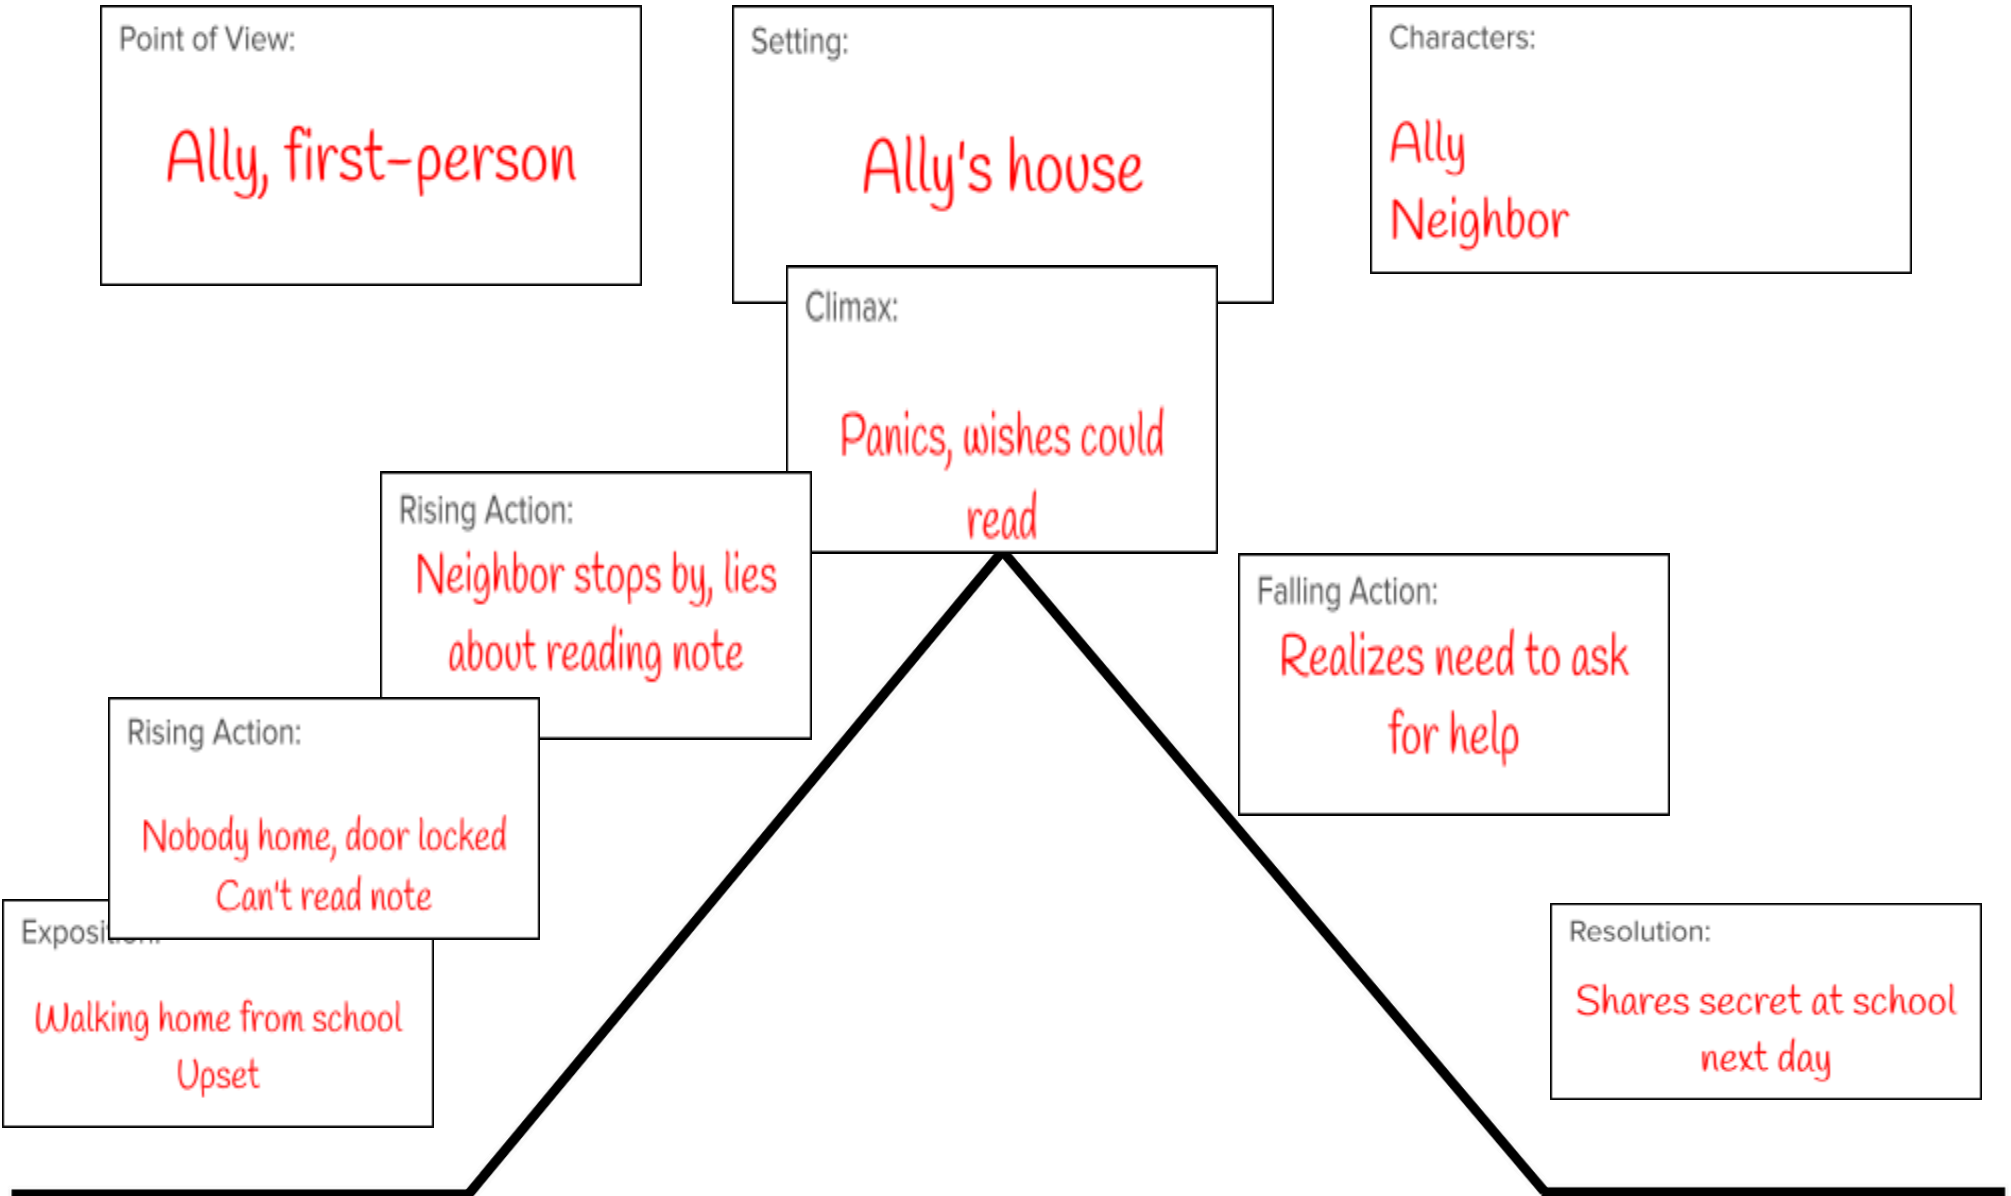 Point of View:
Ally, first-person
Setting:
Ally's house
Characters:
Ally
Neighbor
Climax:
Panics, wishes could
read
Rising Action:
Neighbor stops by, lies
about reading note
Rising Action:
Nobody home, door locked
Can't read note
Exposition:
Walking home from school
Upset
Falling Action:
Realizes need to ask
for help
Resolution:
Shares secret at school
next day